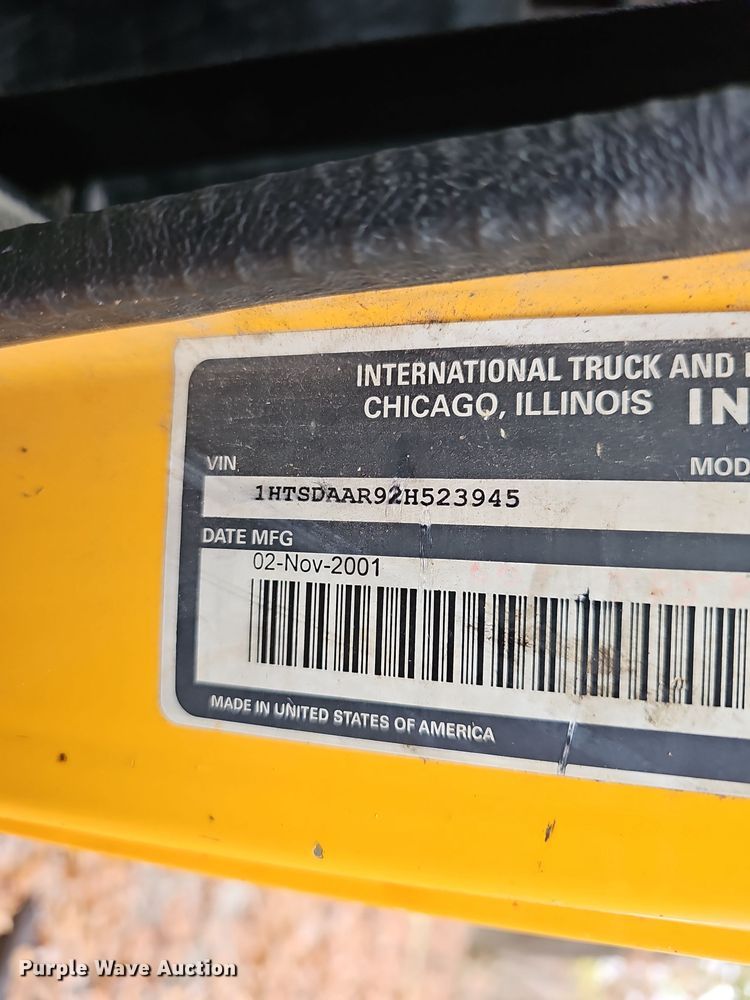 INTERNATIONAL TRUCK AND
CHICAGO, ILLINOIS IN
VIN MOD
1HTSDAAR92H523945
DATE MFG
02-Nov-2001
MADE IN UNITED STATES OF AMERICA
Purple Wave Auction